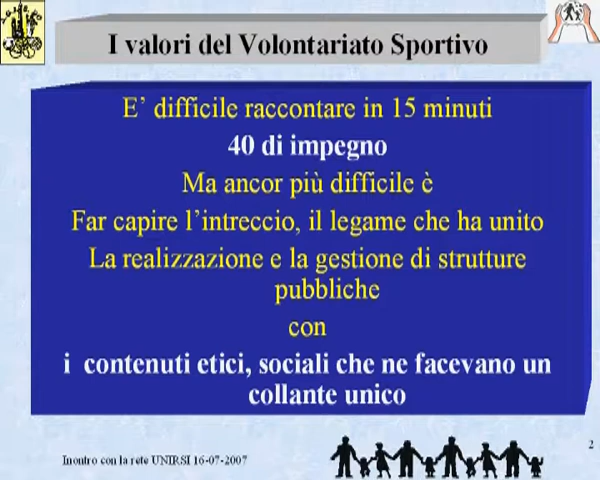 I valori del Volontariato Sportivo
E' difficile raccontare in 15 minuti
40 di impegno
Ma ancor più difficile è
Far capire l'intreccio, il legame che ha unito
La realizzazione e la gestione di strutture
pubbliche
con
i contenuti etici, sociali che ne facevano un
collante unico
Inontro con la rete UNIRSI 16-07-2007
2